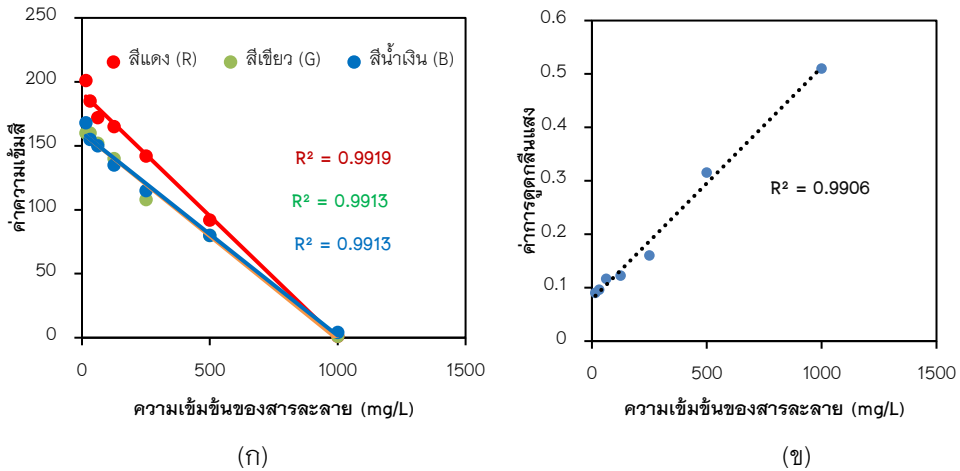 250
200
150
100
50
0
สีแดง (R) สีเขียว (G) สีน้ำเงิน (B)
R² = 0.9919
R² = 0.9913
R² = 0.9913
ค่าความเข้มสี
0 500 1000 1500
ความเข้มข้นของสารละลาย (mg/L)
(ก)
0.6
0.5
0.4
0.3
0.2
0.1
0
R² = 0.9906
ค่าการดูดกลืนแสง
0 500 1000 1500
ความเข้มข้นของสารละลาย (mg/L)
(ข)